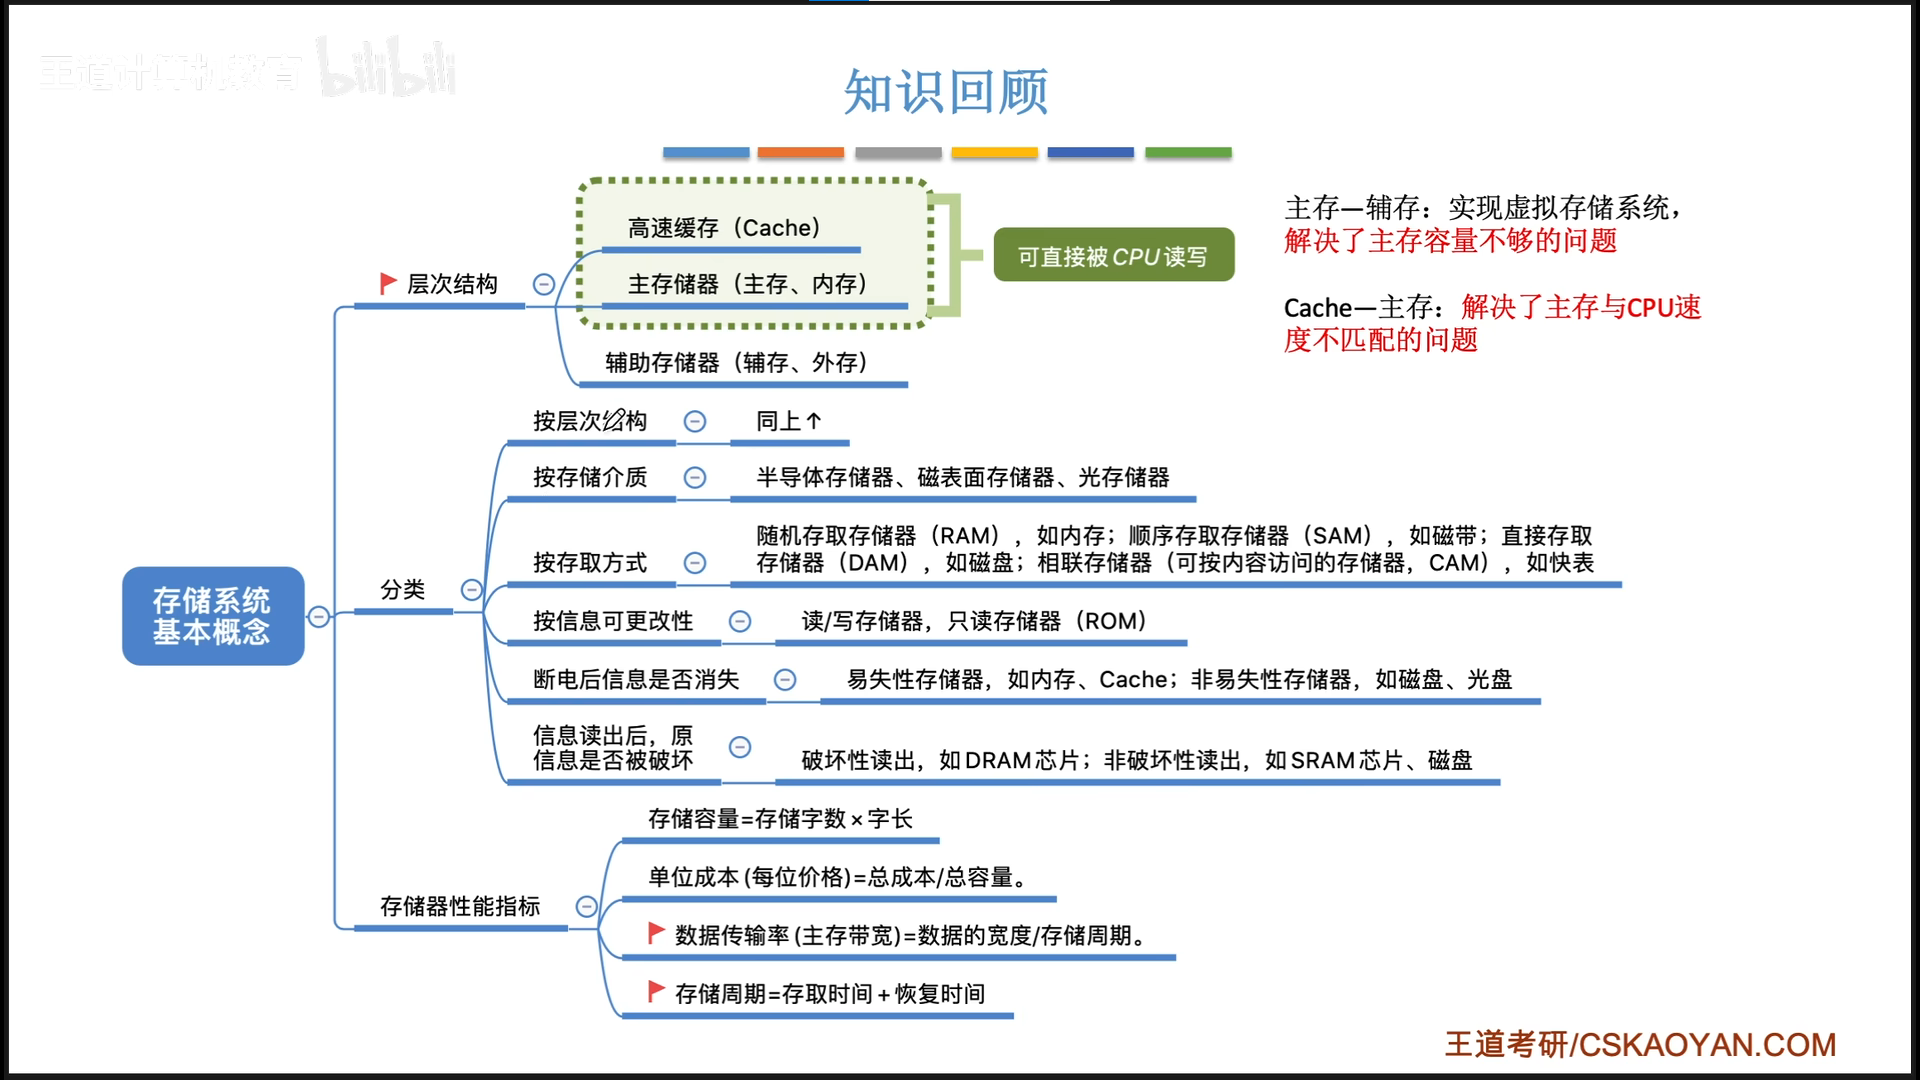 王道计算机教育 bilibili
知识回顾
高速缓存（Cache）
主存储器（主存、内存）
辅助存储器（辅存、外存）
可直接被CPU读写
主存—辅存：实现虚拟存储系统，
解决了主存容量不够的问题
Cache—主存：解决了主存与CPU速
度不匹配的问题
层次结构
按层次结构
同上↑
按存储介质
半导体存储器、磁表面存储器、光存储器
按存取方式
随机存取存储器（RAM），如内存；顺序存取存储器（SAM），如磁带；直接存取
存储器（DAM），如磁盘；相联存储器（可按内容访问的存储器，CAM），如快表
分类
按信息可更改性
读/写存储器，只读存储器（ROM）
存储系统
基本概念
断电后信息是否消失
易失性存储器，如内存、Cache；非易失性存储器，如磁盘、光盘
信息读出后，原
信息是否被破坏
破坏性读出，如DRAM芯片；非破坏性读出，如SRAM芯片、磁盘
存储器性能指标
存储容量=存储字数×字长
单位成本(每位价格)=总成本/总容量。
数据传输率(主存带宽)=数据的宽度/存储周期。
存储周期=存取时间+恢复时间
王道考研/CSKAOYAN.COM